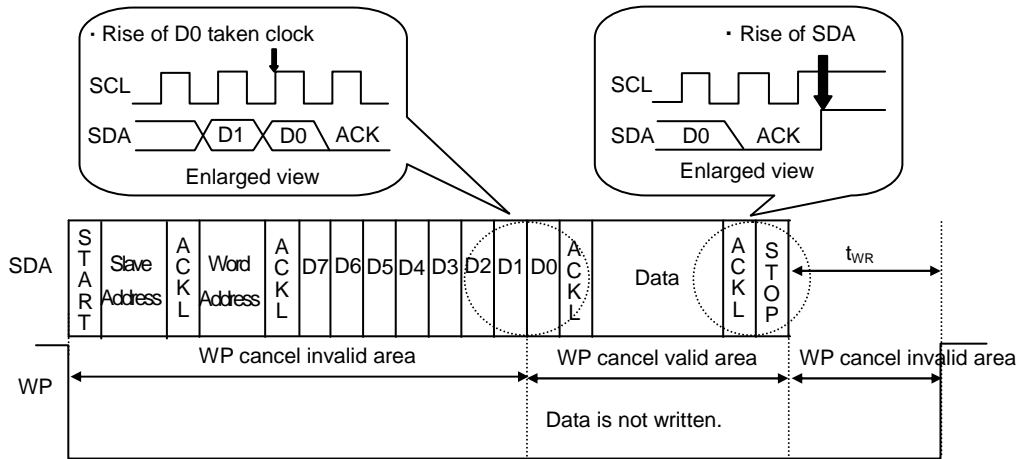 ・Rise of D0 taken clock
SCL
SDA
D1
D0
ACK
Enlarged view
・Rise of SDA
SCL
SDA
D0
ACK
Enlarged view
SDA
START
Slave
Address
ACKL
Word
Address
ACKL
D7
D6
D5
D4
D3
D2
D1
D0
ACKL
Data
ACKL
STOP
tWR
WP
WP cancel invalid area
WP cancel valid area
WP cancel invalid area
Data is not written.